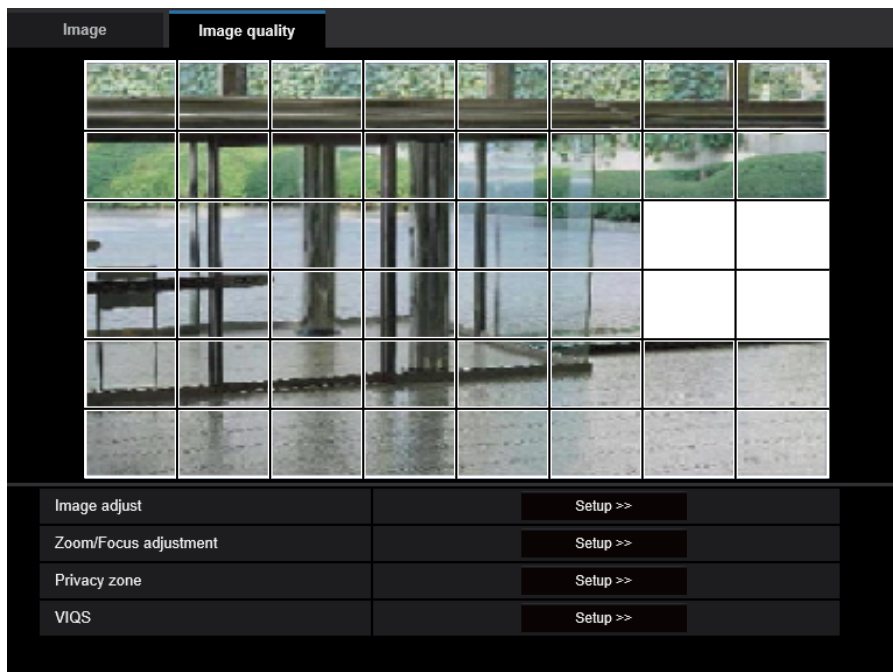 Image Image quality
Image adjust Setup >>
Zoom/Focus adjustment Setup >>
Privacy zone Setup >>
VIQS Setup >>